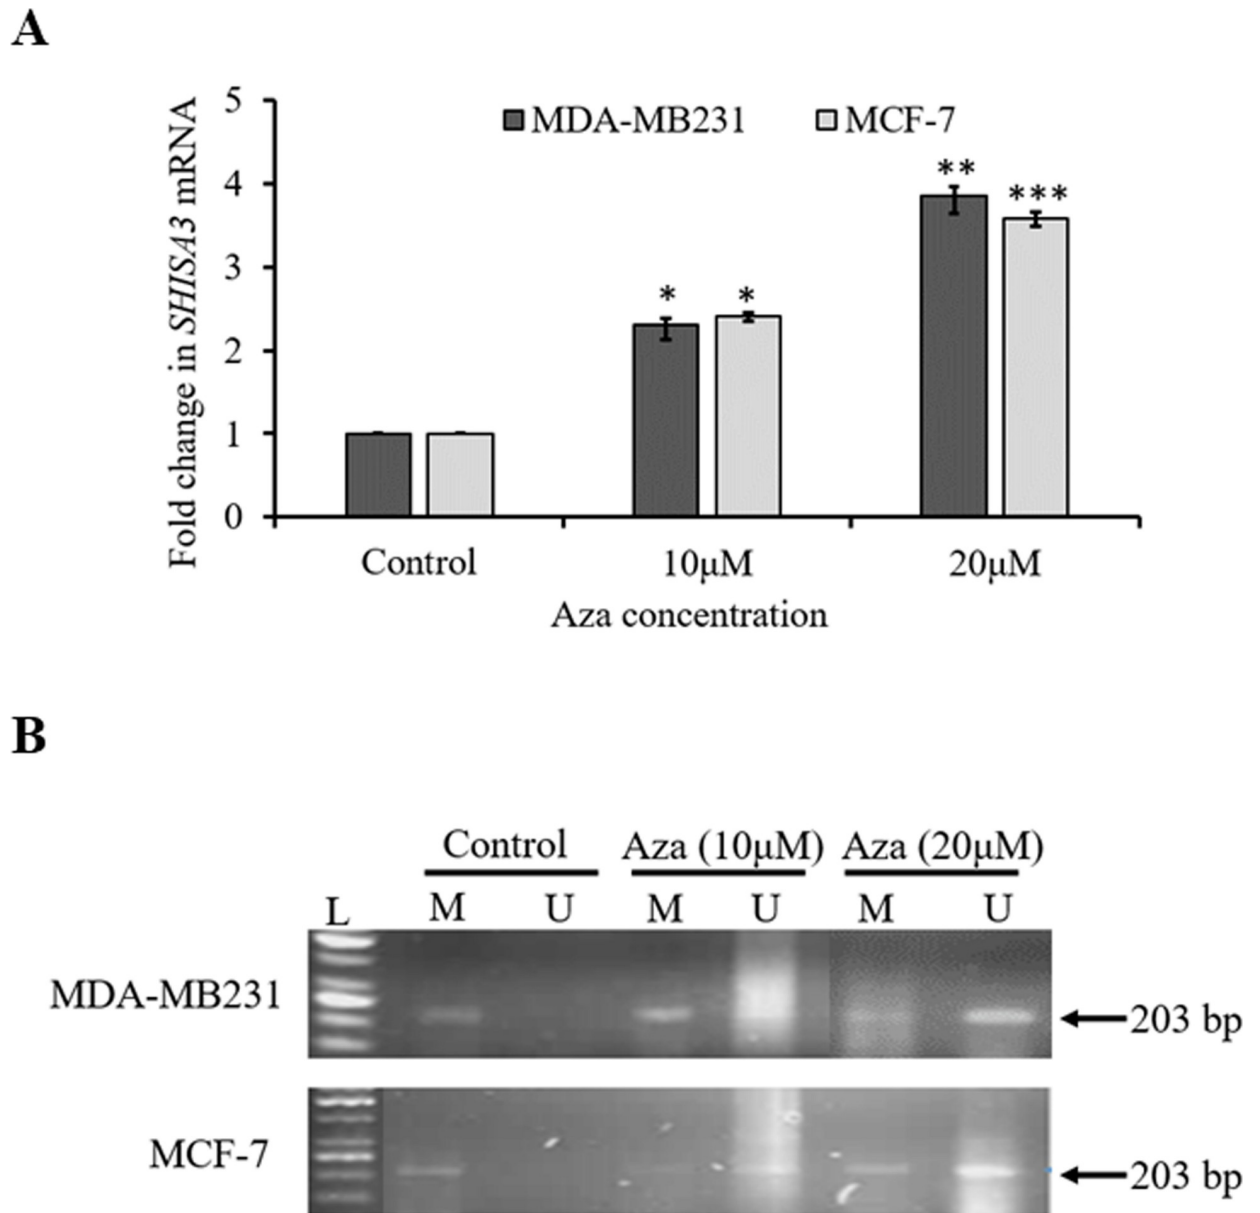 A
Fold change in SHISA3 mRNA
5
4
3
2
1
0
MDA-MB231 MCF-7
** ***
* *
Control 10μM 20μM
Aza concentration
B
Control Aza (10μM) Aza (20μM)
L M U M U M U
MDA-MB231 203 bp
MCF-7 203 bp